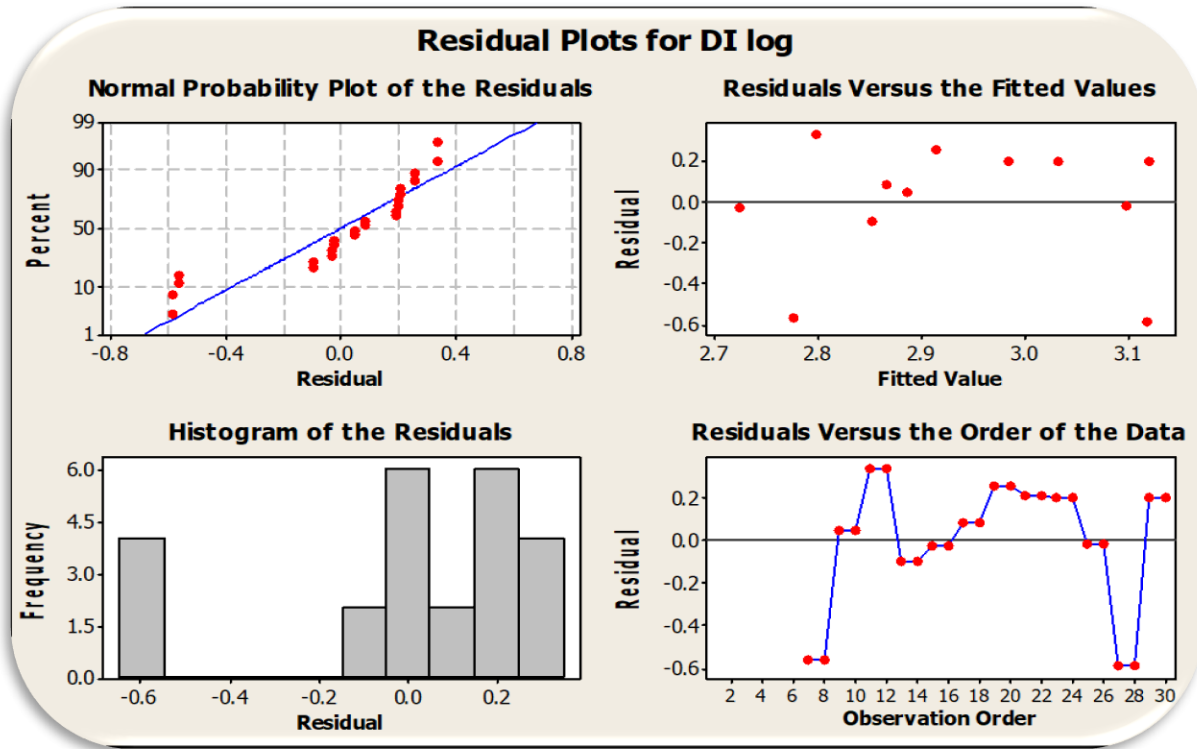 Residual Plots for DI log
Normal Probability Plot of the Residuals
99
90
50
10
1
Percent
-0.8 -0.4 0.0 0.4 0.8
Residual
Residuals Versus the Fitted Values
0.2
0.0
-0.2
-0.4
-0.6
Residual
2.7 2.8 2.9 3.0 3.1
Fitted Value
Histogram of the Residuals
6.0
4.5
3.0
1.5
0.0
Frequency
-0.6 -0.4 -0.2 0.0 0.2
Residual
Residuals Versus the Order of the Data
0.2
0.0
-0.2
-0.4
-0.6
Residual
2 4 6 8 10 12 14 16 18 20 22 24 26 28 30
Observation Order